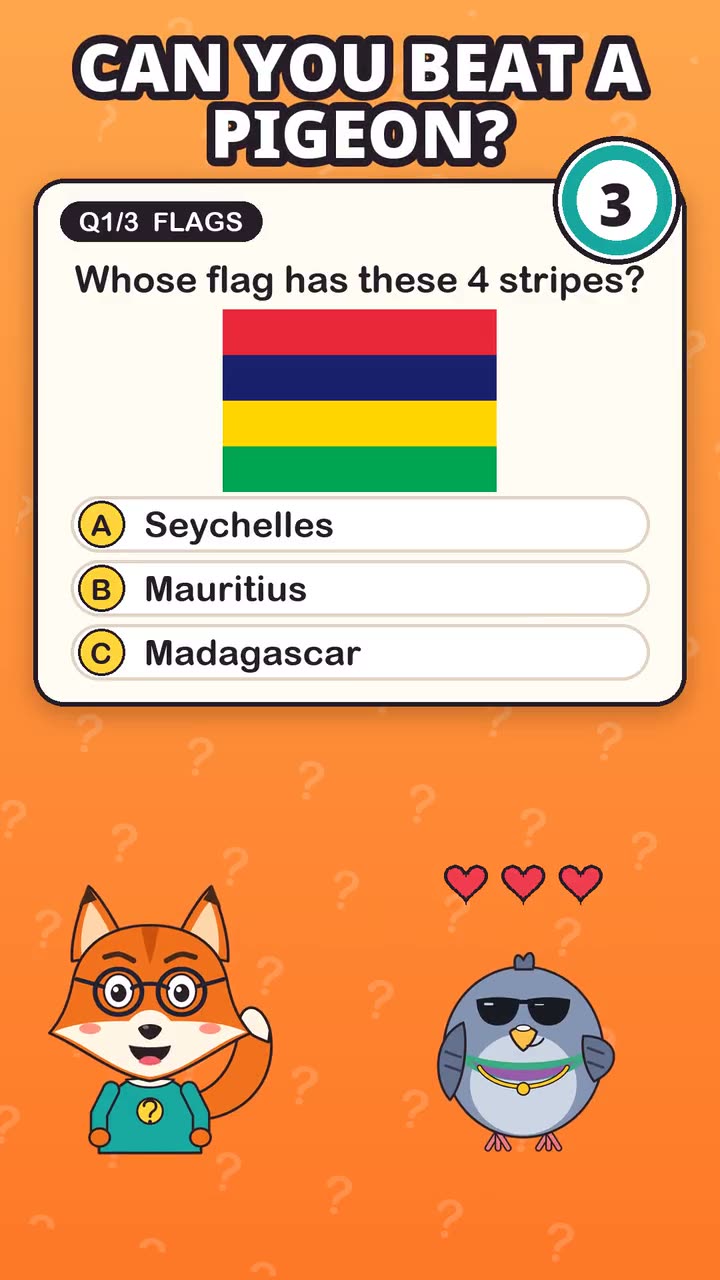 CAN YOU BEAT A
PIGEON?
3
Q1/3 FLAGS
Whose flag has these 4 stripes?
A Seychelles
B Mauritius
C Madagascar
?